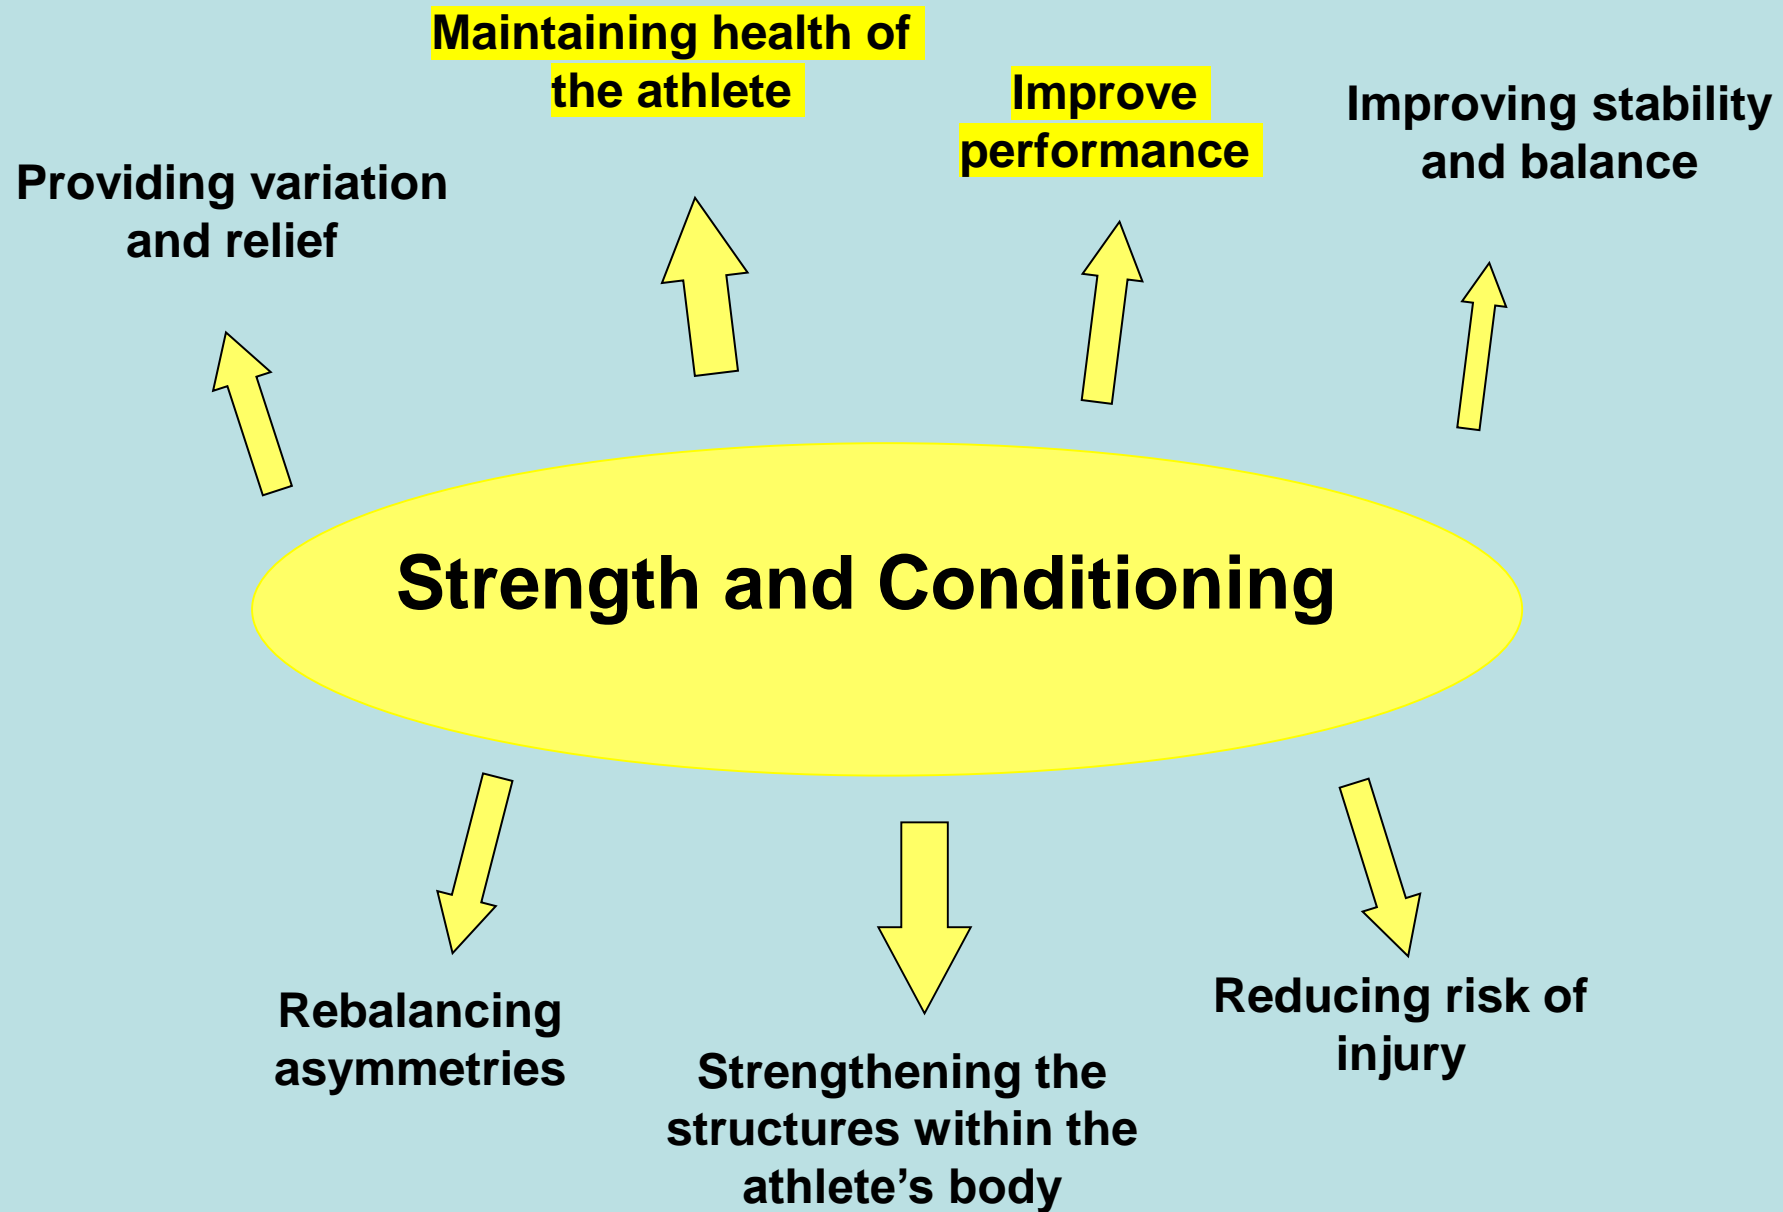 Maintaining health of
the athlete
Improve
performance
Improving stability
and balance
Providing variation
and relief
Strength and Conditioning
Rebalancing
asymmetries
Strengthening the
structures within the
athlete’s body
Reducing risk of
injury